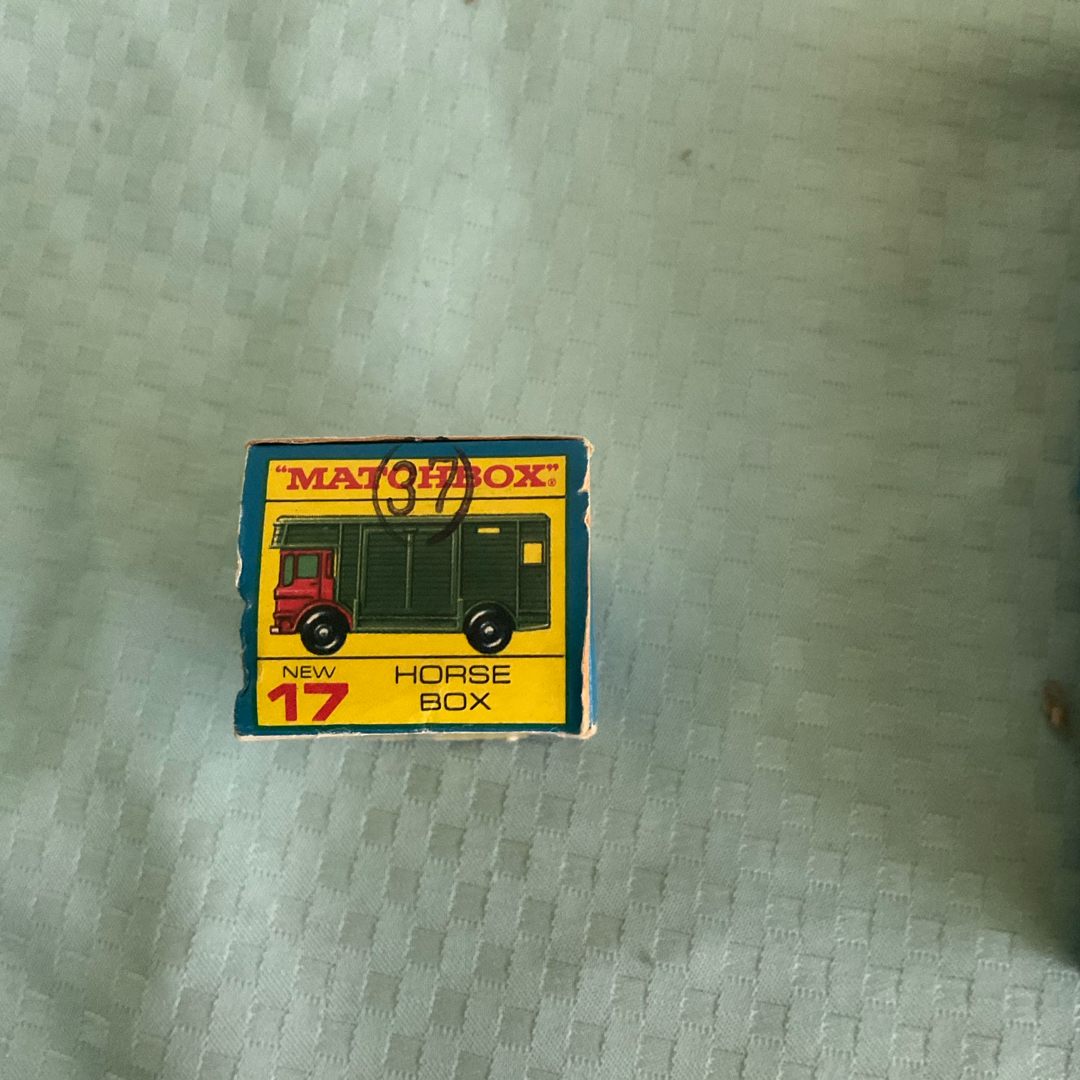 "MATCHBOX"®
(37)
NEW
17
HORSE
BOX